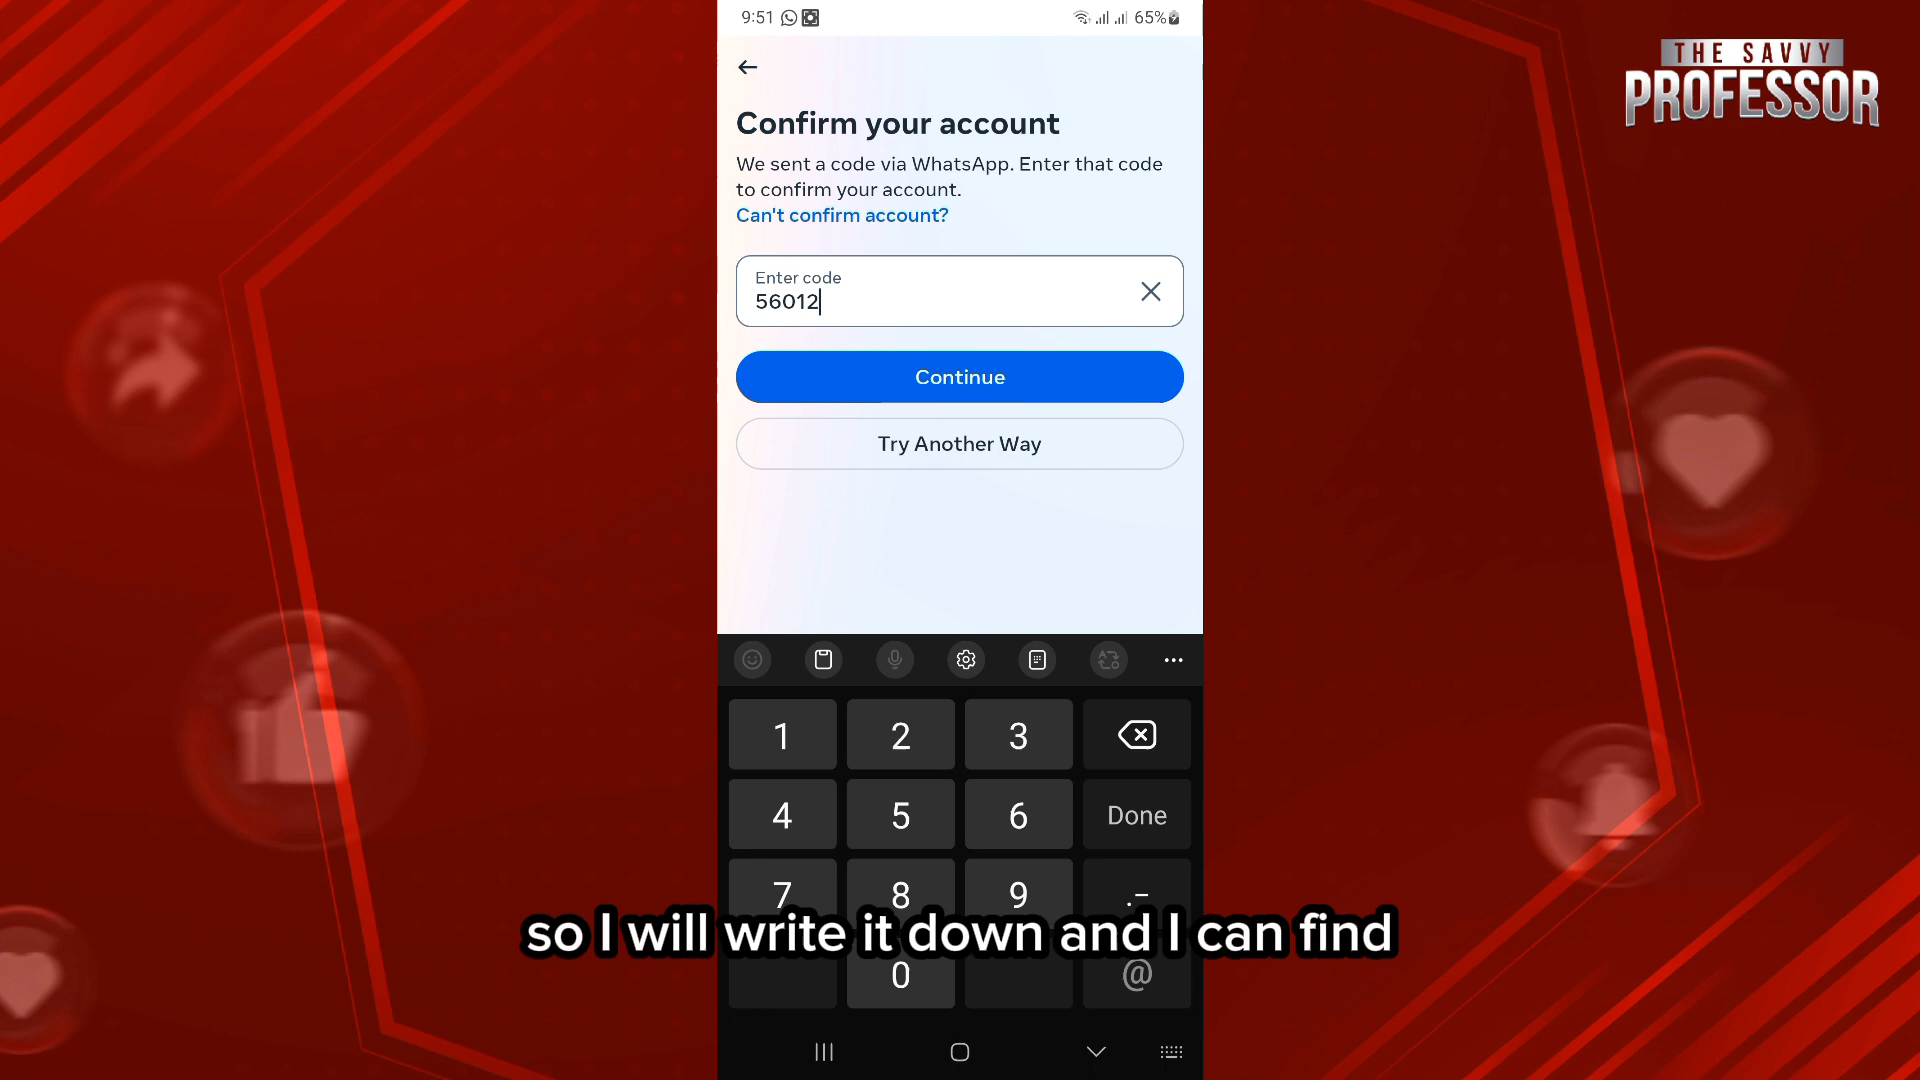 9:51
65%
THE SAVVY
PROFESSOR
Confirm your account
We sent a code via WhatsApp. Enter that code
to confirm your account.
Can't confirm account?
Enter code
56012
Continue
Try Another Way
1 2 3
4 5 6 Done
7 8 9 .-
so I will write it down and I can find
0 @